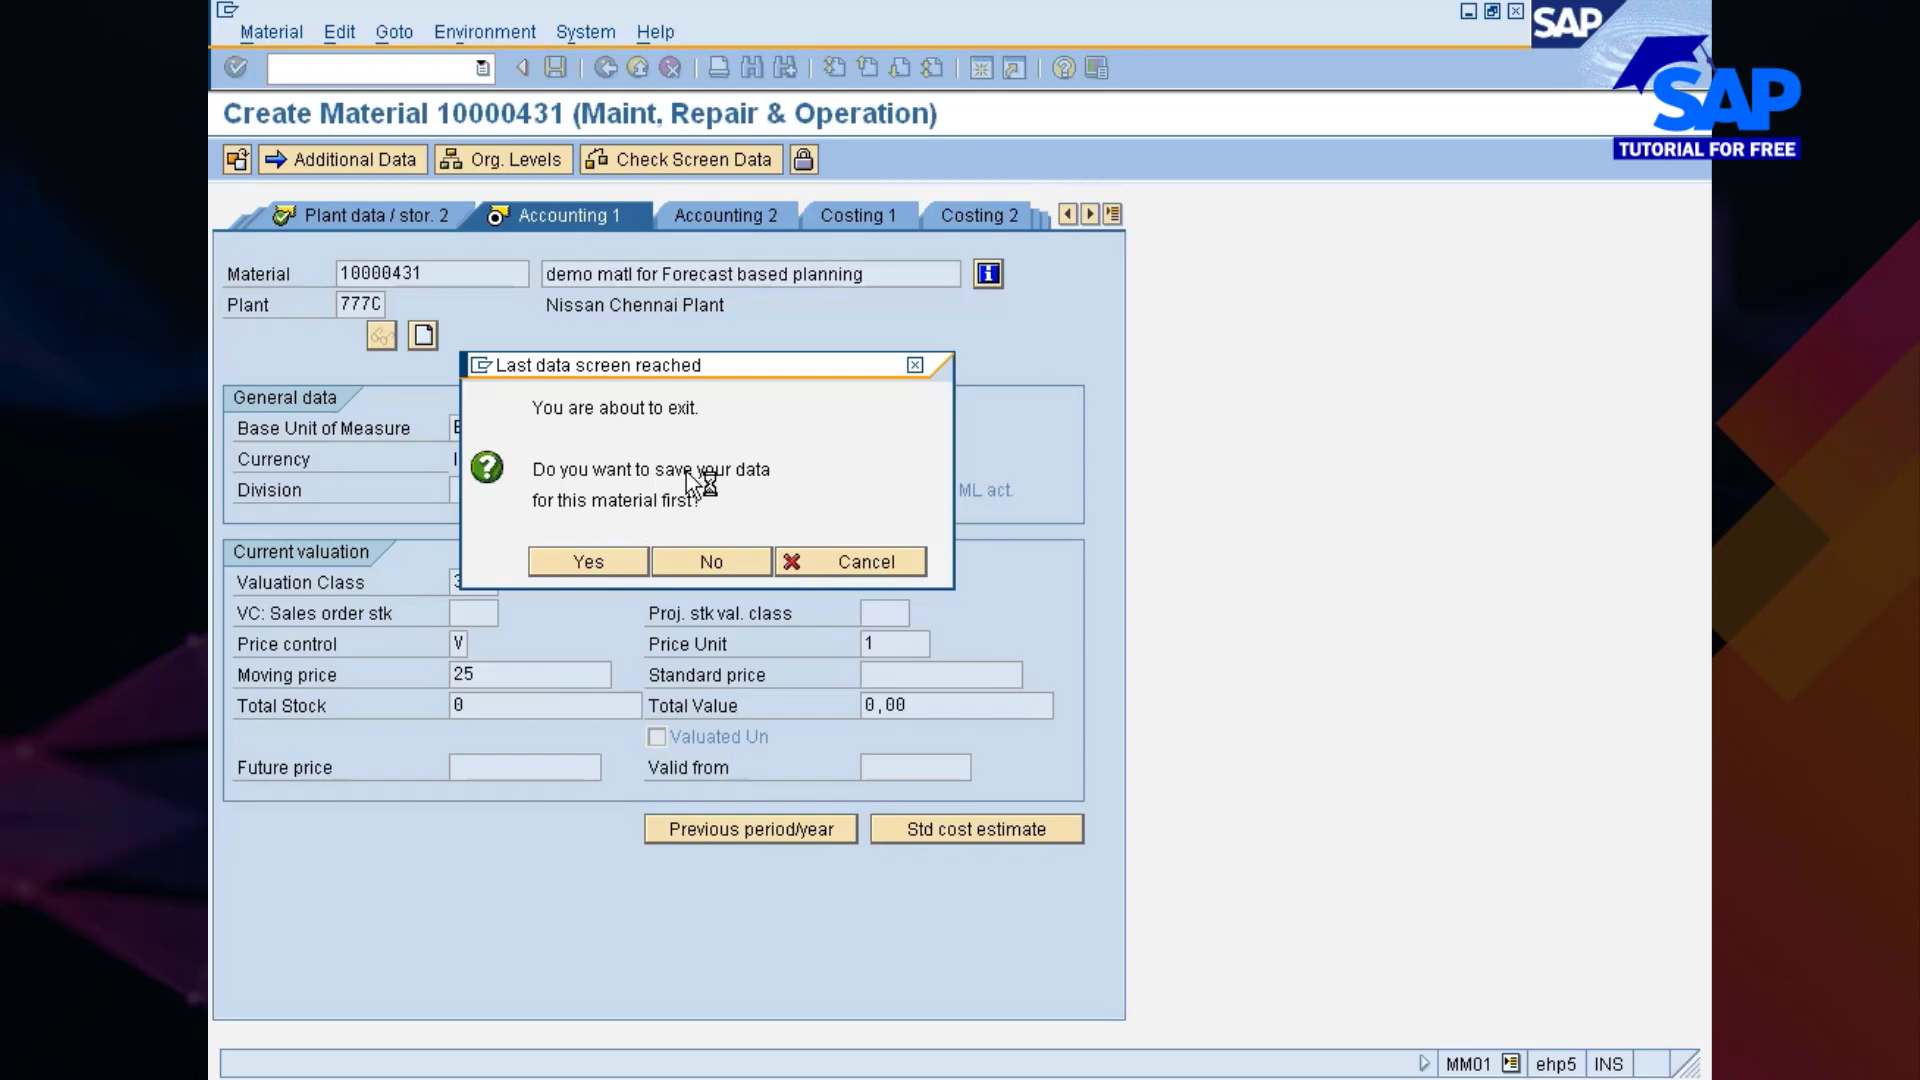 Material Edit Goto Environment System Help
SAP
SAP
TUTORIAL FOR FREE
Create Material 10000431 (Maint, Repair & Operation)
Additional Data Org. Levels Check Screen Data
Plant data / stor. 2 Accounting 1 Accounting 2 Costing 1 Costing 2
Material 10000431 demo matl for Forecast based planning
Plant 777C Nissan Chennai Plant
Last data screen reached
You are about to exit.
Do you want to save your data
for this material first?
Yes No Cancel
General data
Base Unit of Measure
Currency
Division
ML act.
Current valuation
Valuation Class
VC: Sales order stk Proj. stk val. class
Price control V Price Unit 1
Moving price 25 Standard price
Total Stock 0 Total Value 0,00
Valuated Un
Future price Valid from
Previous period/year Std cost estimate
MM01 ehp5 INS